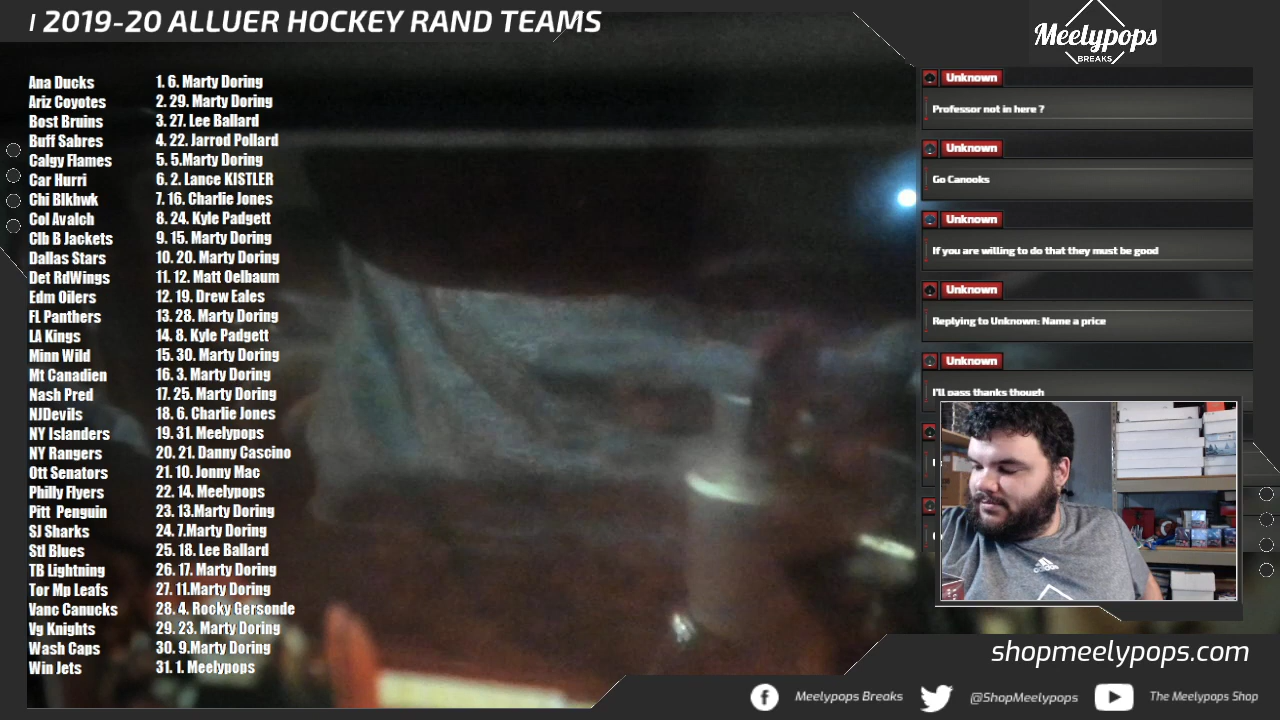 2019-20 ALLUER HOCKEY RAND TEAMS
Meelypops
BREAKS
Ana Ducks 1. 6. Marty Doring
Ariz Coyotes 2. 29. Marty Doring
Bost Bruins 3. 27. Lee Ballard
Buff Sabres 4. 22. Jarrod Pollard
Calgy Flames 5. 5.Marty Doring
Car Hurri 6. 2. Lance KISTLER
Chi Blkhwk 7. 16. Charlie Jones
Col Avalch 8. 24. Kyle Padgett
Clb B Jackets 9. 15. Marty Doring
Dallas Stars 10. 20. Marty Doring
Det RdWings 11. 12. Matt Oelbaum
Edm Oilers 12. 19. Drew Eales
FL Panthers 13. 28. Marty Doring
LA Kings 14. 8. Kyle Padgett
Minn Wild 15. 30. Marty Doring
Mt Canadien 16. 3. Marty Doring
Nash Pred 17. 25. Marty Doring
NJDevils 18. 6. Charlie Jones
NY Islanders 19. 31. Meelypops
NY Rangers 20. 21. Danny Cascino
Ott Senators 21. 10. Jonny Mac
Philly Flyers 22. 14. Meelypops
Pitt Penguin 23. 13.Marty Doring
SJ Sharks 24. 7.Marty Doring
Stl Blues 25. 18. Lee Ballard
TB Lightning 26. 17. Marty Doring
Tor Mp Leafs 27. 11.Marty Doring
Vanc Canucks 28. 4. Rocky Gersonde
Vg Knights 29. 23. Marty Doring
Wash Caps 30. 9.Marty Doring
Win Jets 31. 1. Meelypops
Unknown
Professor not in here ?
Unknown
Go Canooks
Unknown
If you are willing to do that they must be good
Unknown
Replying to Unknown: Name a price
Unknown
I'll pass thanks though
adidas
shopmeelypops.com
Meelypops Breaks
@ShopMeelypops
The Meelypops Shop